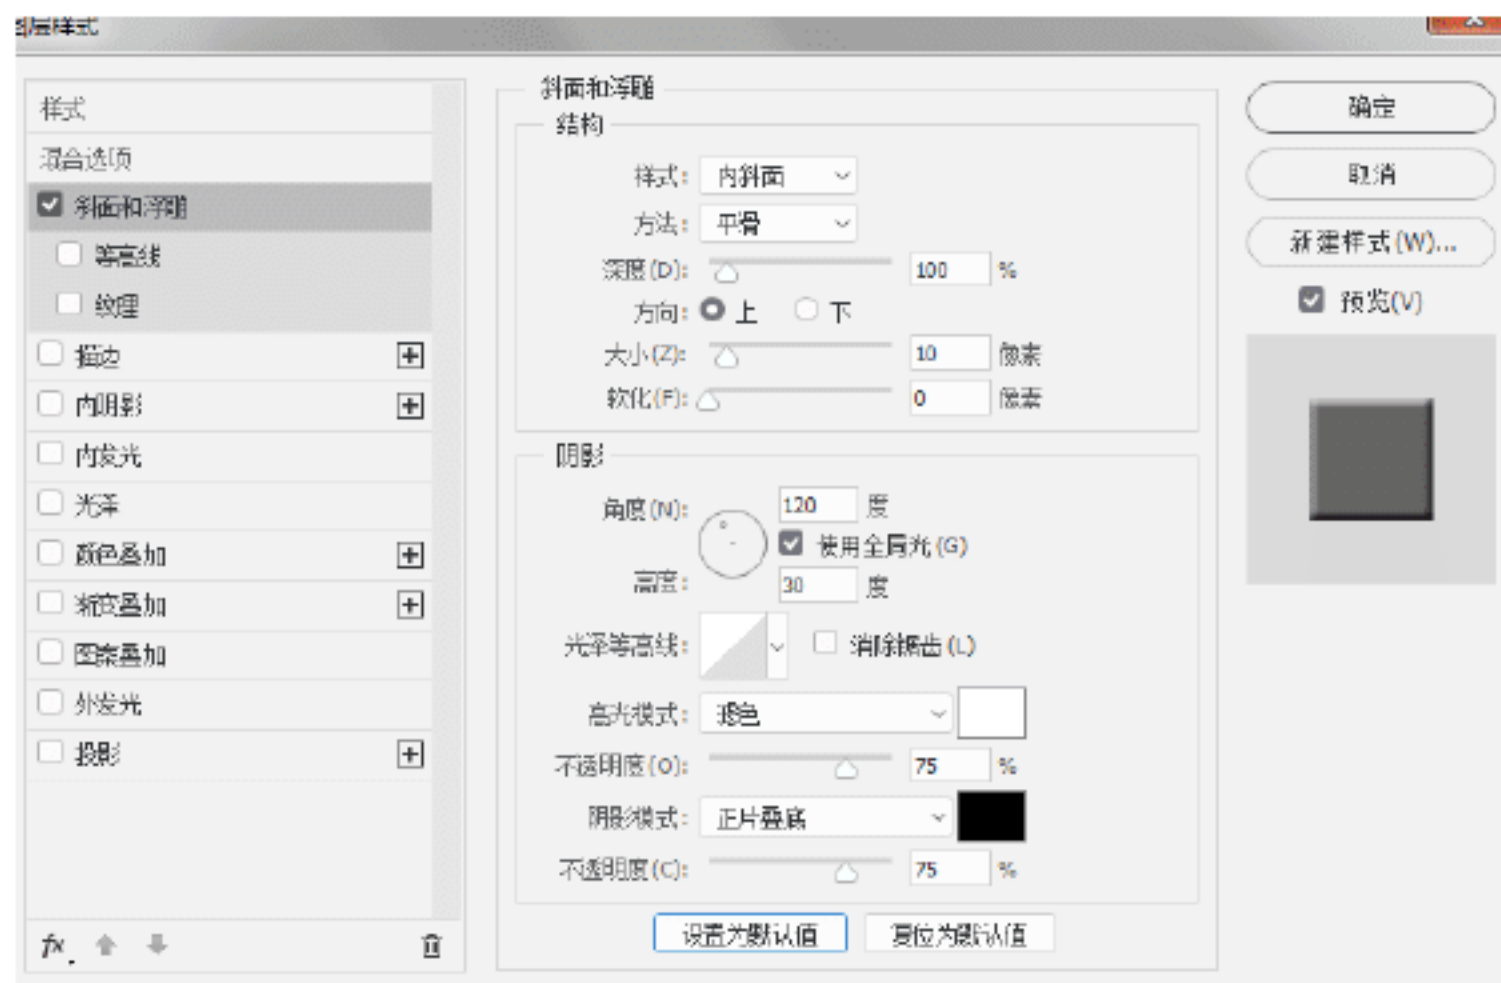 图层样式
样式
混合选项
斜面和浮雕
等高线
纹理
描边
内阴影
内发光
光泽
颜色叠加
渐变叠加
图案叠加
外发光
投影
fx
斜面和浮雕
结构
样式: 内斜面
方法: 平滑
深度(D): 100 %
方向: 上 下
大小(Z): 10 像素
软化(F): 0 像素
阴影
角度(N): 120 度
使用全局光(G)
高度: 30 度
光泽等高线: 消除锯齿(L)
高光模式: 滤色
不透明度(O): 75 %
阴影模式: 正片叠底
不透明度(C): 75 %
设置为默认值 复位为默认值
确定
取消
新建样式(W)...
预览(V)